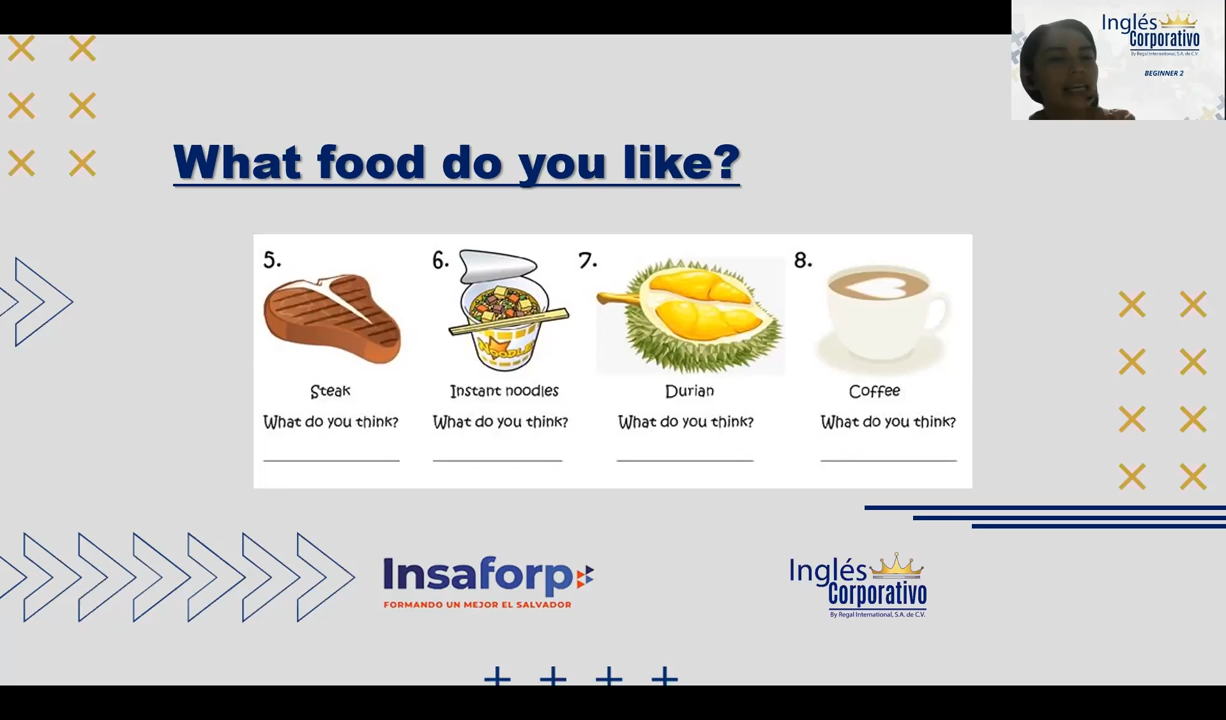 Inglés
Corporativo
By Regal International, S.A. de C.V.
BEGINNER 2
What food do you like?
5. 6. 7. 8.
NOODLE
Steak Instant noodles Durian Coffee
What do you think? What do you think? What do you think? What do you think?
Insaforp
FORMANDO UN MEJOR EL SALVADOR
Inglés
Corporativo
By Regal International, S.A. de C.V.